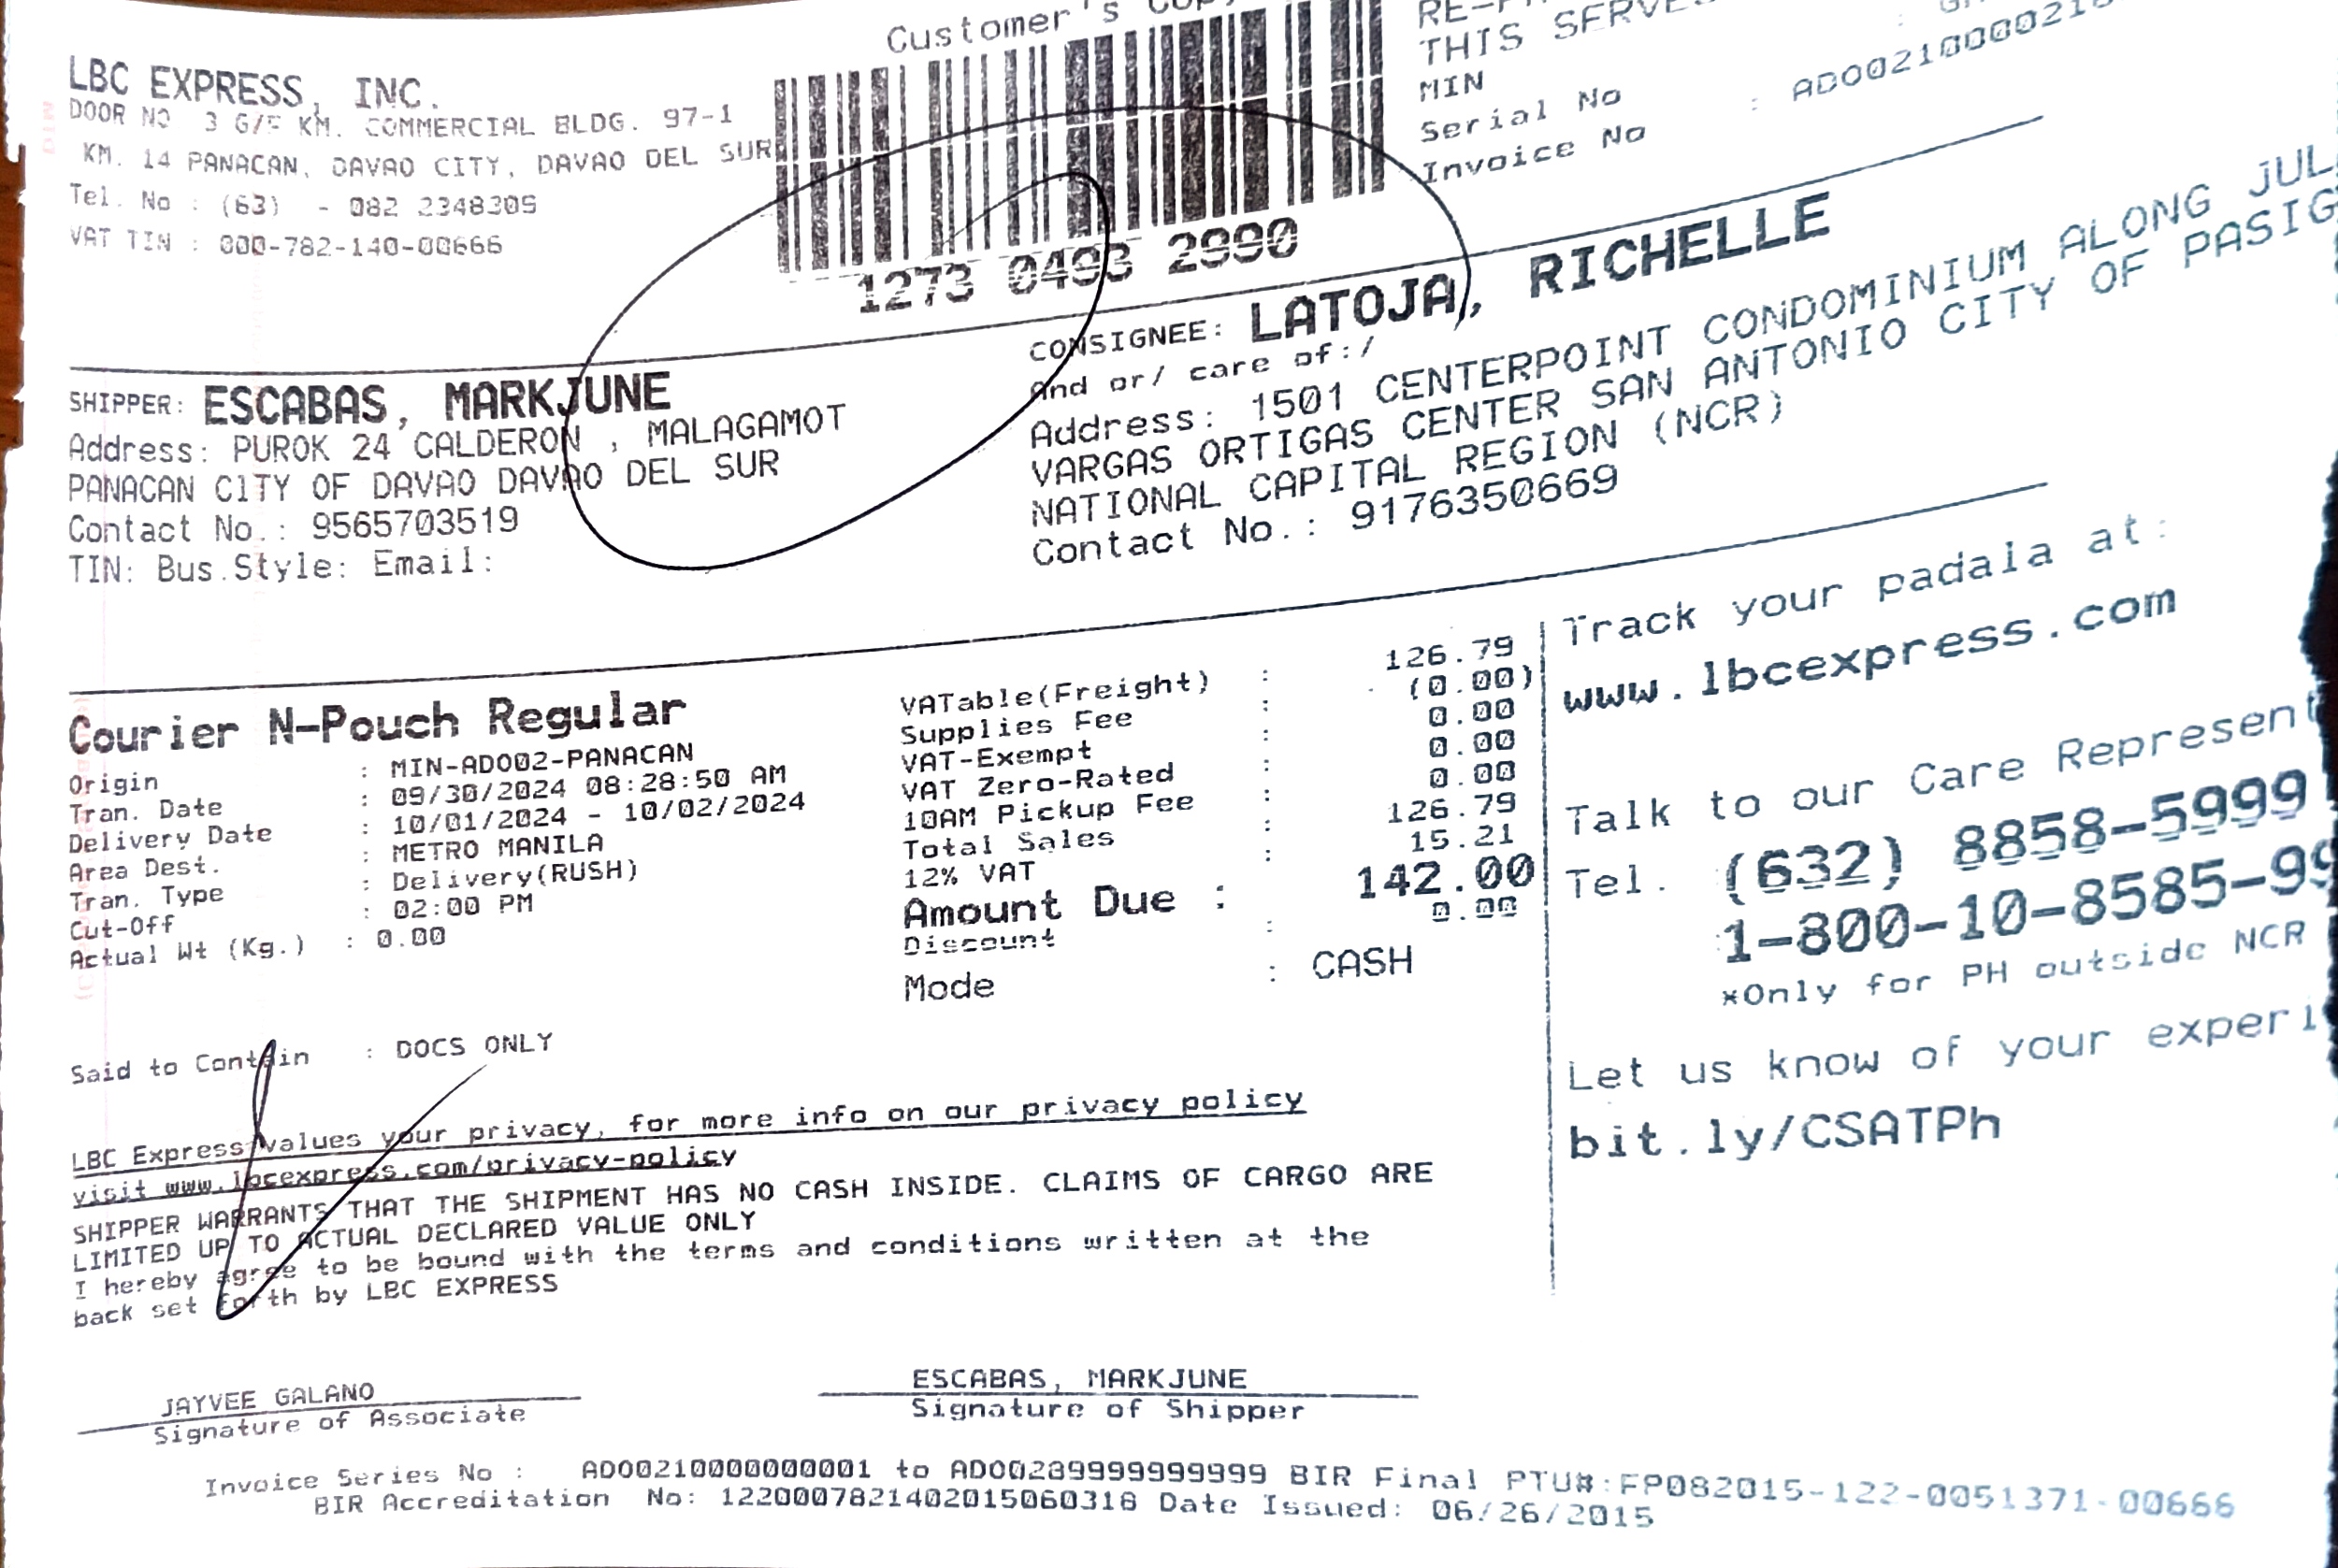 Customer's Copy
LBC EXPRESS, INC.
DOOR NO 3 G/F KM. COMMERCIAL BLDG. 97-1
KM. 14 PANACAN, DAVAO CITY, DAVAO DEL SUR
Tel. No : (63) - 082 2348305
VAT TIN : 000-782-140-00666
1273 0493 2990
THIS SERVE
MIN
Serial No
Invoice No : ADO021000021
SHIPPER: ESCABAS, MARKJUNE
Address: PUROK 24 CALDERON , MALAGAMOT
PANACAN CITY OF DAVAO DAVAO DEL SUR
Contact No.: 9565703519
TIN: Bus.Style: Email:
CONSIGNEE: LATOJA, RICHELLE
And or/ care of:/
Address: 1501 CENTERPOINT CONDOMINIUM ALONG JUL
VARGAS ORTIGAS CENTER SAN ANTONIO CITY OF PASIG
NATIONAL CAPITAL REGION (NCR)
Contact No.: 9176350669
Courier N-Pouch Regular
Origin : MIN-ADO02-PANACAN
Tran. Date : 09/30/2024 08:28:50 AM
Delivery Date : 10/01/2024 - 10/02/2024
Area Dest. : METRO MANILA
Tran. Type : Delivery(RUSH)
Cut-Off : 02:00 PM
Actual Wt (Kg.) : 0.00
VATable(Freight) : 126.79
Supplies Fee : (0.00)
VAT-Exempt : 0.00
VAT Zero-Rated : 0.00
10AM Pickup Fee : 0.00
Total Sales : 126.79
12% VAT : 15.21
Amount Due : 142.00
Discount : 0.00
Mode : CASH
Said to Contain : DOCS ONLY
Track your padala at:
www.lbcexpress.com
Talk to our Care Represent
Tel. (632) 8858-5999
1-800-10-8585-99
*Only for PH outside NCR
Let us know of your experi
bit.ly/CSATPh
LBC Express values your privacy, for more info on our privacy policy
visit www.lbcexpress.com/privacy-policy
SHIPPER WARRANTS THAT THE SHIPMENT HAS NO CASH INSIDE. CLAIMS OF CARGO ARE
LIMITED UP TO ACTUAL DECLARED VALUE ONLY
I hereby agree to be bound with the terms and conditions written at the
back set forth by LBC EXPRESS
JAYVEE GALANO
Signature of Associate
ESCABAS, MARKJUNE
Signature of Shipper
Invoice Series No : ADO0210000000001 to ADO0289999999999 BIR Final PTU#:FP082015-122-0051371-00666
BIR Accreditation No: 1220007821402015060318 Date Issued: 06/26/2015